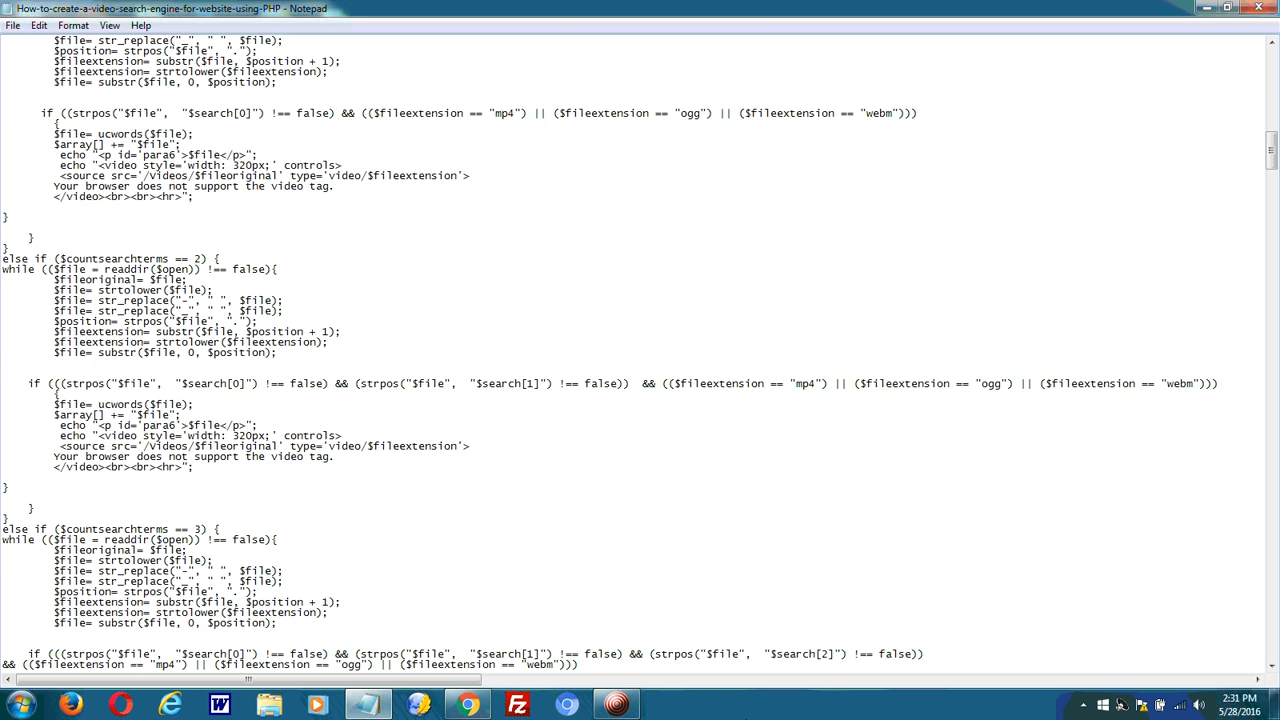 How-to-create-a-video-search-engine-for-website-using-PHP - Notepad
File Edit Format View Help
$file= str_replace("_", " ", $file);
$position= strpos("$file", ".");
$fileextension= substr($file, $position + 1);
$fileextension= strtolower($fileextension);
$file= substr($file, 0, $position);
if ((strpos("$file", "$search[0]") !== false) && (($fileextension == "mp4") || ($fileextension == "ogg") || ($fileextension == "webm")))
{
$file= ucwords($file);
$array[] += "$file";
echo "<p id='para6'>$file</p>";
echo "<video style='width: 320px;' controls>
<source src='/videos/$fileoriginal' type='video/$fileextension'>
Your browser does not support the video tag.
</video><br><br><hr>";
}
}
}
else if ($countsearchterms == 2) {
while (($file = readdir($open)) !== false){
$fileoriginal= $file;
$file= strtolower($file);
$file= str_replace("-", " ", $file);
$file= str_replace("_", " ", $file);
$position= strpos("$file", ".");
$fileextension= substr($file, $position + 1);
$fileextension= strtolower($fileextension);
$file= substr($file, 0, $position);
if (((strpos("$file", "$search[0]") !== false) && (strpos("$file", "$search[1]") !== false)) && (($fileextension == "mp4") || ($fileextension == "ogg") || ($fileextension == "webm")))
{
$file= ucwords($file);
$array[] += "$file";
echo "<p id='para6'>$file</p>";
echo "<video style='width: 320px;' controls>
<source src='/videos/$fileoriginal' type='video/$fileextension'>
Your browser does not support the video tag.
</video><br><br><hr>";
}
}
}
else if ($countsearchterms == 3) {
while (($file = readdir($open)) !== false){
$fileoriginal= $file;
$file= strtolower($file);
$file= str_replace("-", " ", $file);
$file= str_replace("_", " ", $file);
$position= strpos("$file", ".");
$fileextension= substr($file, $position + 1);
$fileextension= strtolower($fileextension);
$file= substr($file, 0, $position);
if (((strpos("$file", "$search[0]") !== false) && (strpos("$file", "$search[1]") !== false) && (strpos("$file", "$search[2]") !== false))
&& (($fileextension == "mp4") || ($fileextension == "ogg") || ($fileextension == "webm")))
2:31 PM
5/28/2016